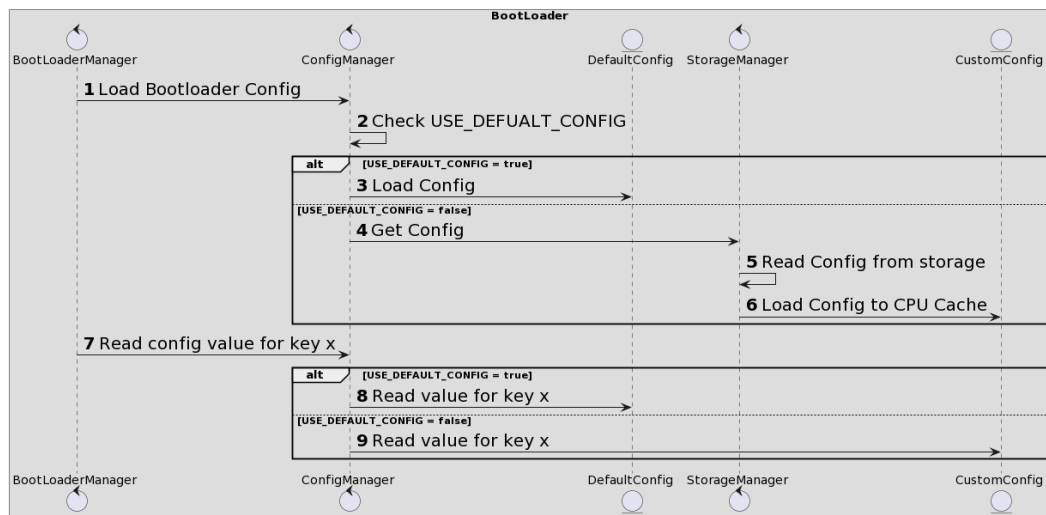 BootLoader
BootLoaderManager ConfigManager DefaultConfig StorageManager CustomConfig
1 Load Bootloader Config
2 Check USE_DEFUALT_CONFIG
alt [USE_DEFAULT_CONFIG = true]
3 Load Config
[USE_DEFAULT_CONFIG = false]
4 Get Config
5 Read Config from storage
6 Load Config to CPU Cache
7 Read config value for key x
alt [USE_DEFAULT_CONFIG = true]
8 Read value for key x
[USE_DEFAULT_CONFIG = false]
9 Read value for key x
BootLoaderManager ConfigManager DefaultConfig StorageManager CustomConfig